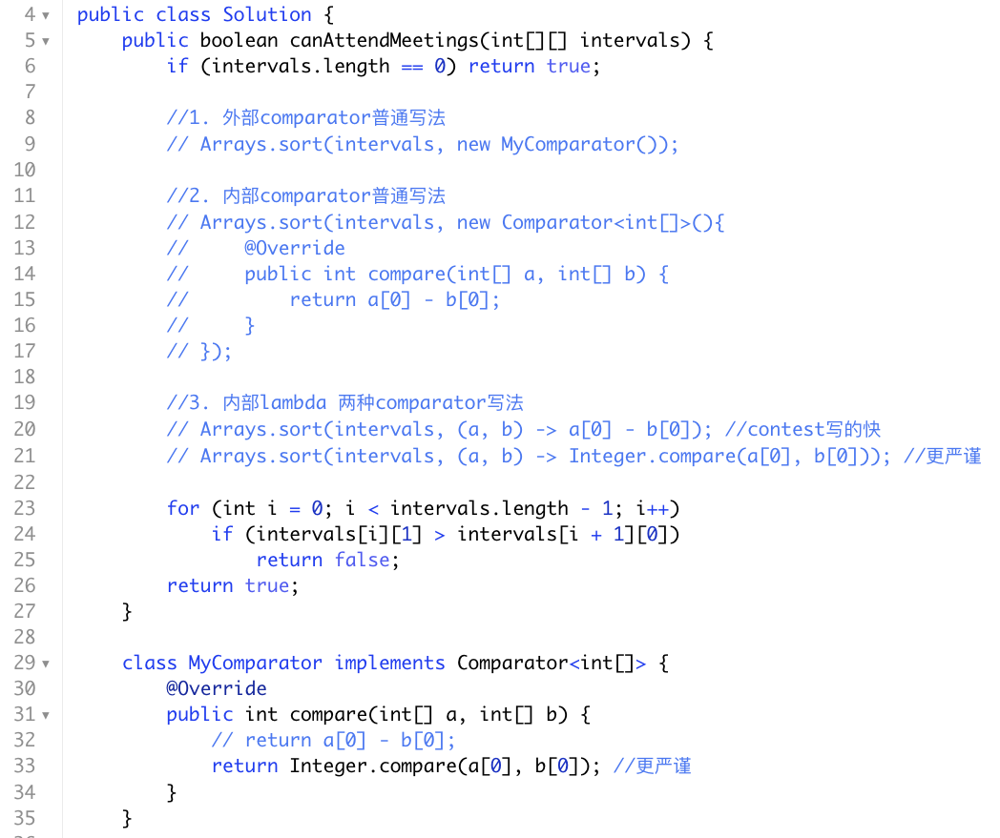 4 public class Solution {
5     public boolean canAttendMeetings(int[][] intervals) {
6         if (intervals.length == 0) return true;
7
8         //1. 外部comparator普通写法
9         // Arrays.sort(intervals, new MyComparator());
10
11         //2. 内部comparator普通写法
12         // Arrays.sort(intervals, new Comparator<int[]>(){
13         //     @Override
14         //     public int compare(int[] a, int[] b) {
15         //         return a[0] - b[0];
16         //     }
17         // });
18
19         //3. 内部lambda 两种comparator写法
20         // Arrays.sort(intervals, (a, b) -> a[0] - b[0]); //contest写的快
21         // Arrays.sort(intervals, (a, b) -> Integer.compare(a[0], b[0])); //更严谨
22
23         for (int i = 0; i < intervals.length - 1; i++)
24             if (intervals[i][1] > intervals[i + 1][0])
25                 return false;
26         return true;
27     }
28
29     class MyComparator implements Comparator<int[]> {
30         @Override
31         public int compare(int[] a, int[] b) {
32             // return a[0] - b[0];
33             return Integer.compare(a[0], b[0]); //更严谨
34         }
35     }